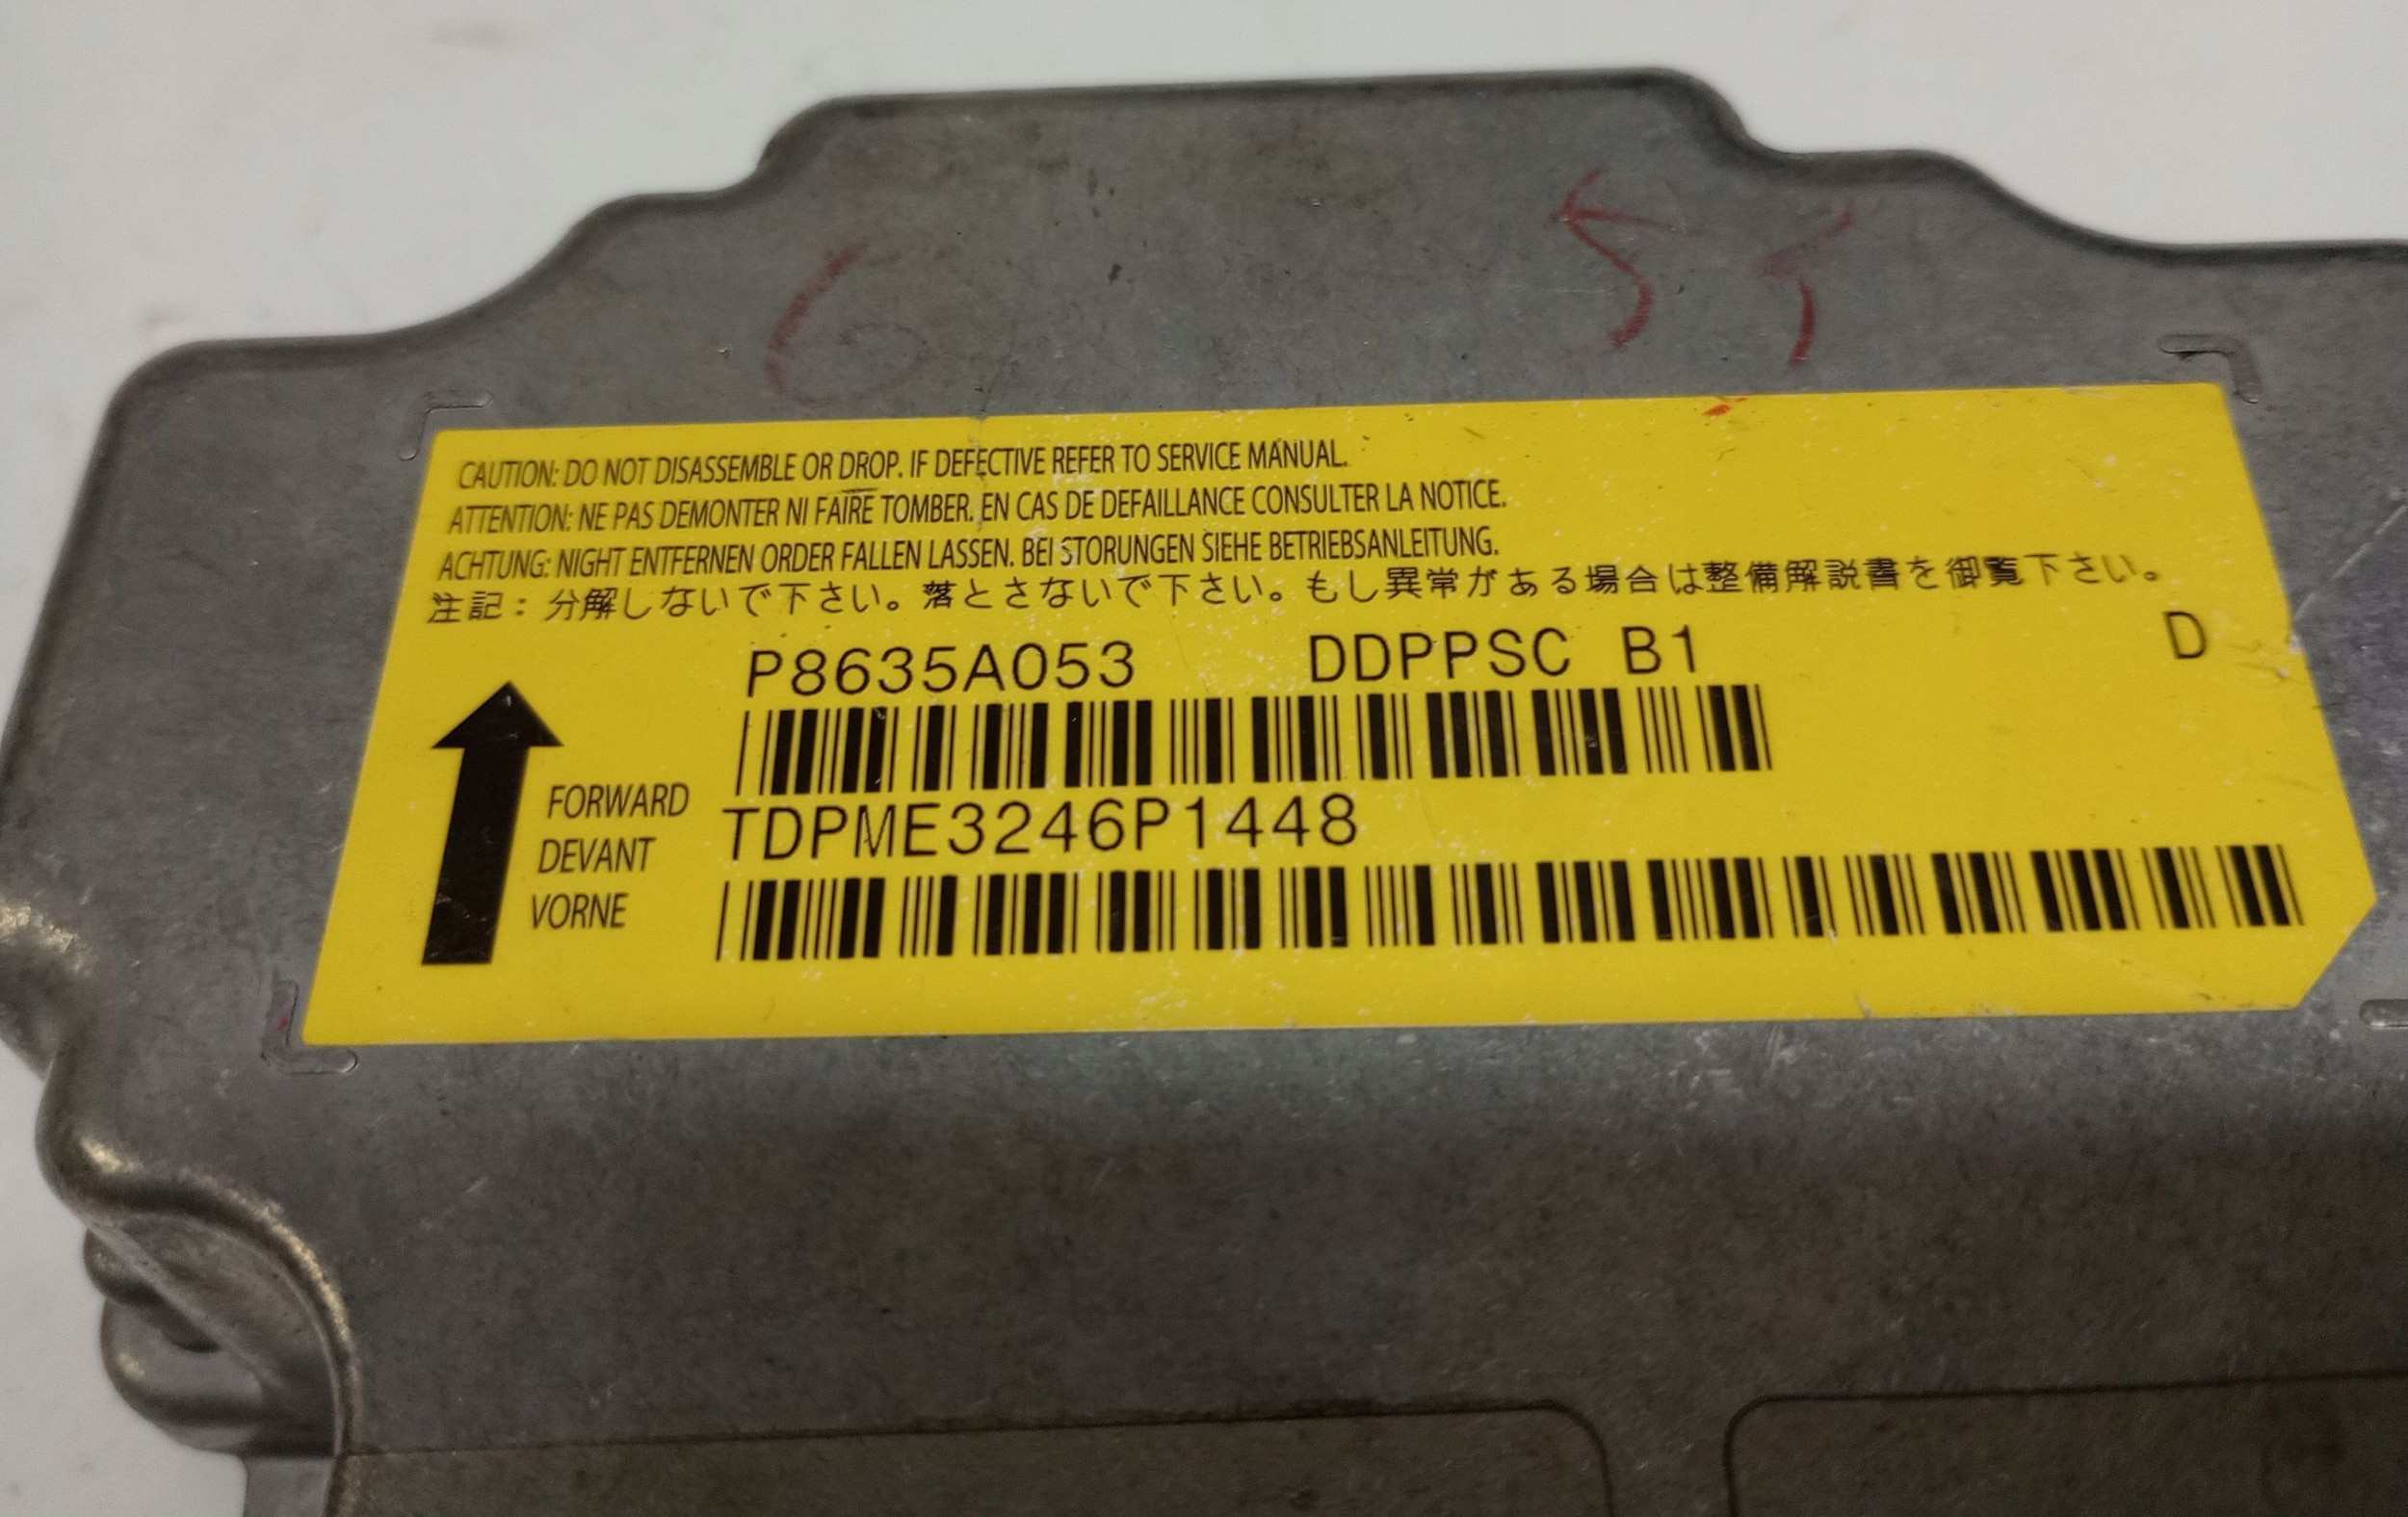 CAUTION: DO NOT DISASSEMBLE OR DROP. IF DEFECTIVE REFER TO SERVICE MANUAL.
ATTENTION: NE PAS DEMONTER NI FAIRE TOMBER. EN CAS DE DEFAILLANCE CONSULTER LA NOTICE.
ACHTUNG: NIGHT ENTFERNEN ORDER FALLEN LASSEN. BEI STORUNGEN SIEHE BETRIEBSANLEITUNG.
注記：分解しないで下さい。落とさないで下さい。もし異常がある場合は整備解説書を御覧下さい。
P8635A053 DDPPSC B1 D
FORWARD
DEVANT
VORNE
TDPME3246P1448